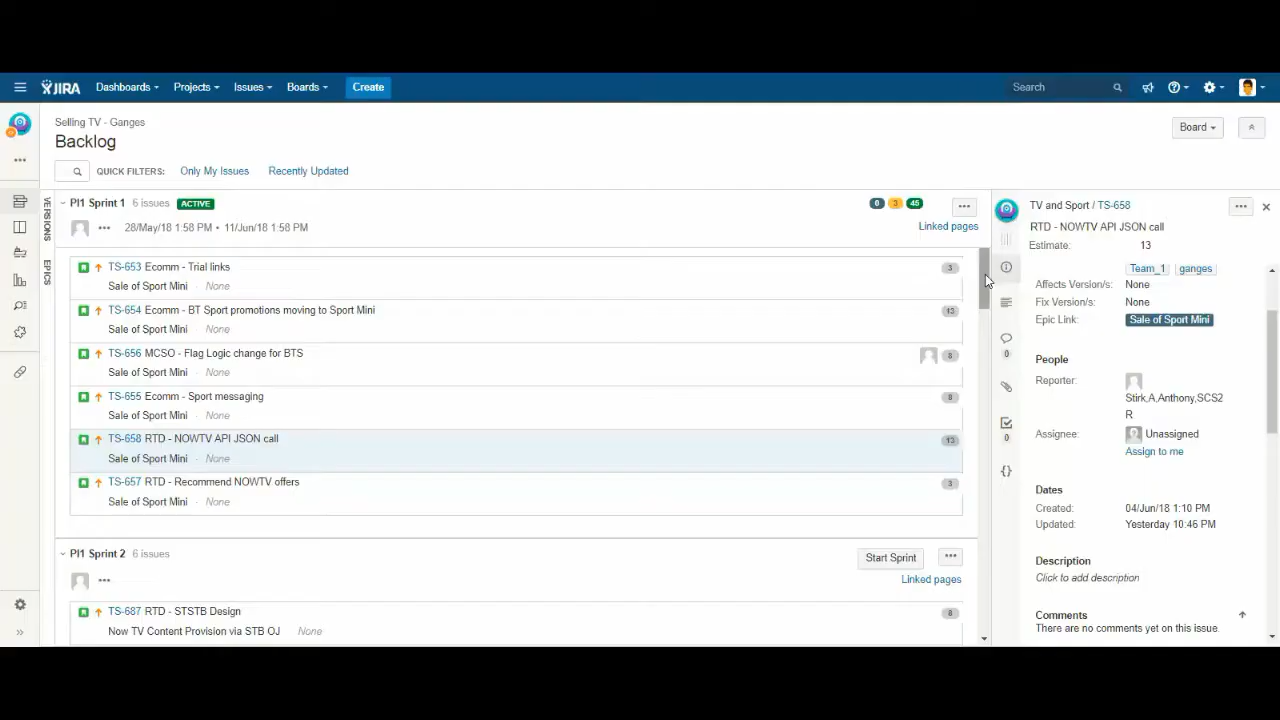 JIRA Dashboards Projects Issues Boards Create Search
Selling TV - Ganges
Backlog
Board
QUICK FILTERS: Only My Issues Recently Updated
VERSIONS
EPICS
PI1 Sprint 1 6 issues ACTIVE
0 3 45
28/May/18 1:58 PM • 11/Jun/18 1:58 PM
Linked pages
TS-653 Ecomm - Trial links 3
Sale of Sport Mini · None
TS-654 Ecomm - BT Sport promotions moving to Sport Mini 13
Sale of Sport Mini · None
TS-656 MCSO - Flag Logic change for BTS 8
Sale of Sport Mini · None
TS-655 Ecomm - Sport messaging 8
Sale of Sport Mini · None
TS-658 RTD - NOWTV API JSON call 13
Sale of Sport Mini · None
TS-657 RTD - Recommend NOWTV offers 3
Sale of Sport Mini · None
PI1 Sprint 2 6 issues
Start Sprint
Linked pages
TS-687 RTD - STSTB Design 8
Now TV Content Provision via STB OJ None
TV and Sport / TS-658
RTD - NOWTV API JSON call
Estimate: 13
Team_1 ganges
Affects Version/s: None
Fix Version/s: None
Epic Link: Sale of Sport Mini
0
People
Reporter:
Stirk,A,Anthony,SCS2
R
Assignee: Unassigned
0
Assign to me
Dates
Created: 04/Jun/18 1:10 PM
Updated: Yesterday 10:46 PM
Description
Click to add description
Comments
There are no comments yet on this issue.